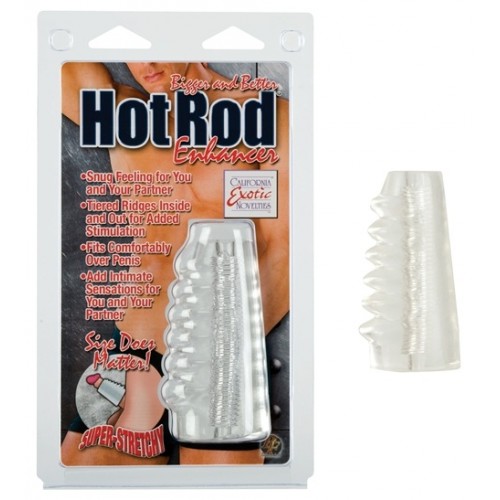 Bigger and Better
Hot Rod
Enhancer
•Snug Feeling for You
and Your Partner
•Tiered Ridges Inside
and Out for Added
Stimulation
•Fits Comfortably
Over Penis
•Add Intimate
Sensations for
You and Your
Partner
CALIFORNIA
Exotic
NOVELTIES
Size Does
Matter!
SUPER-STRETCHY